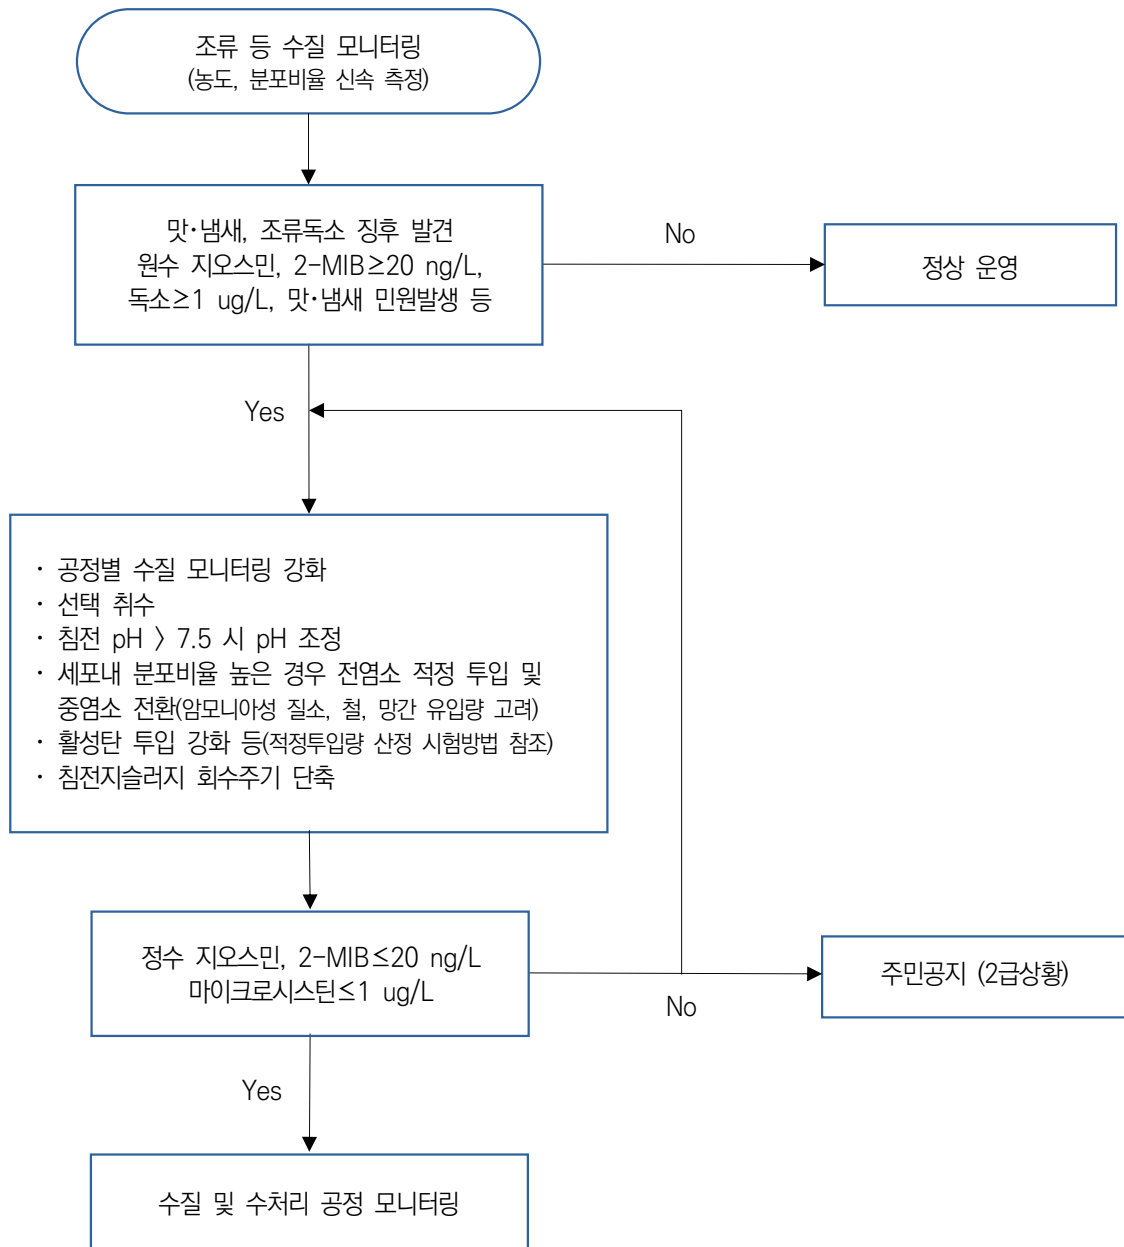 조류 등 수질 모니터링
(농도, 분포비율 신속 측정)
맛·냄새, 조류독소 징후 발견
원수 지오스민, 2-MIB≥20 ng/L,
독소≥1 ug/L, 맛·냄새 민원발생 등
No
정상 운영
Yes
· 공정별 수질 모니터링 강화
· 선택 취수
· 침전 pH 〉 7.5 시 pH 조정
· 세포내 분포비율 높은 경우 전염소 적정 투입 및
중염소 전환(암모니아성 질소, 철, 망간 유입량 고려)
· 활성탄 투입 강화 등(적정투입량 산정 시험방법 참조)
· 침전지슬러지 회수주기 단축
정수 지오스민, 2-MIB≤20 ng/L
마이크로시스틴≤1 ug/L
No
주민공지 (2급상황)
Yes
수질 및 수처리 공정 모니터링